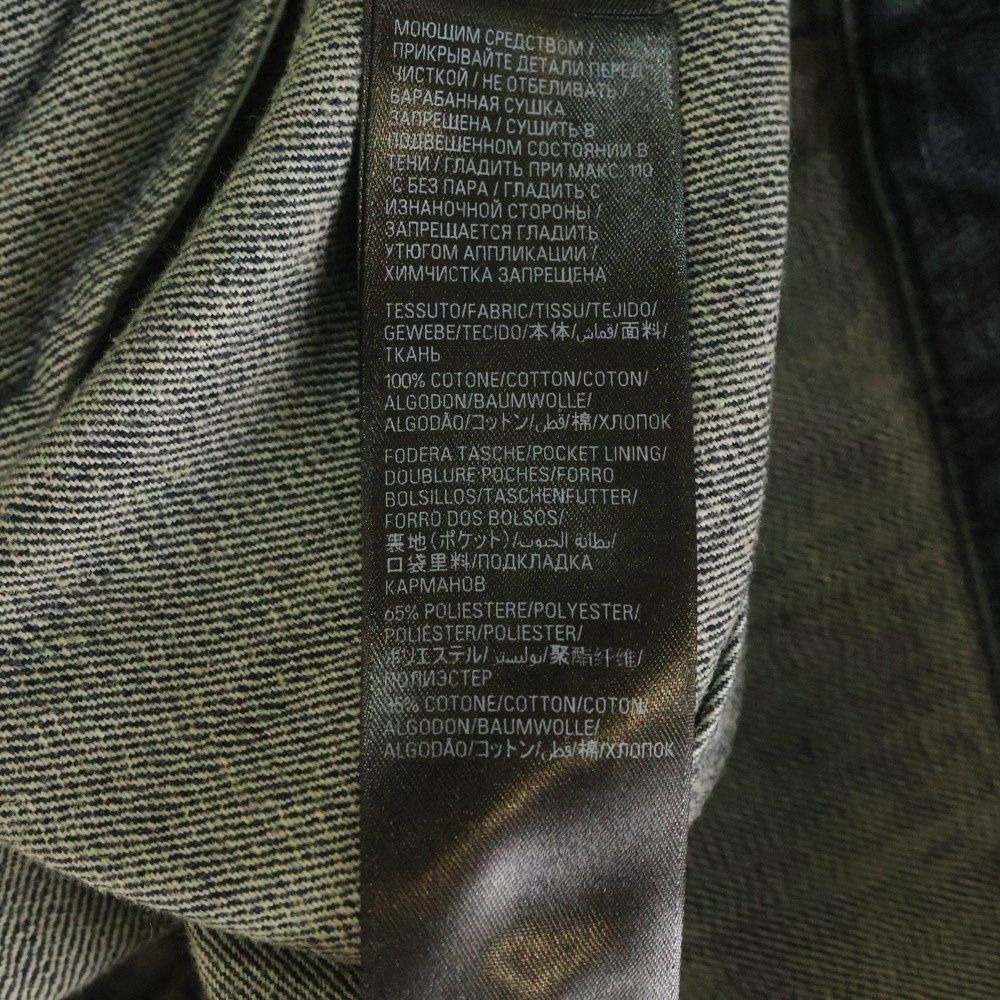 МОЮЩИМ СРЕДСТВОМ /
ПРИКРЫВАЙТЕ ДЕТАЛИ ПЕРЕД
ЧИСТКОЙ / НЕ ОТБЕЛИВАТЬ /
БАРАБАННАЯ СУШКА
ЗАПРЕЩЕНА / СУШИТЬ В
ПОДВЕШЕННОМ СОСТОЯНИИ В
ТЕНИ / ГЛАДИТЬ ПРИ МАКС. 110
°C БЕЗ ПАРА / ГЛАДИТЬ С
ИЗНАНОЧНОЙ СТОРОНЫ /
ЗАПРЕЩАЕТСЯ ГЛАДИТЬ
УТЮГОМ АППЛИКАЦИИ /
ХИМЧИСТКА ЗАПРЕЩЕНА
TESSUTO/FABRIC/TISSU/TEJIDO/
GEWEBE/TECIDO/本体/قماش/面料/
ТКАНЬ
100% COTONE/COTTON/COTON/
ALGODON/BAUMWOLLE/
ALGODÃO/コットン/قطن/棉/ХЛОПОК
FODERA TASCHE/POCKET LINING/
DOUBLURE POCHES/FORRO
BOLSILLOS/TASCHENFUTTER/
FORRO DOS BOLSOS/
裏地(ポケット)/بطانة الجيوب/
口袋里料/ПОДКЛАДКА
КАРМАНОВ
65% POLIESTERE/POLYESTER/
POLIESTER/POLIESTER/
ポリエステル/بوليستر/聚酯纤维/
ПОЛИЭСТЕР
35% COTONE/COTTON/COTON/
ALGODON/BAUMWOLLE/
ALGODÃO/コットン/قطن/棉/ХЛОПОК